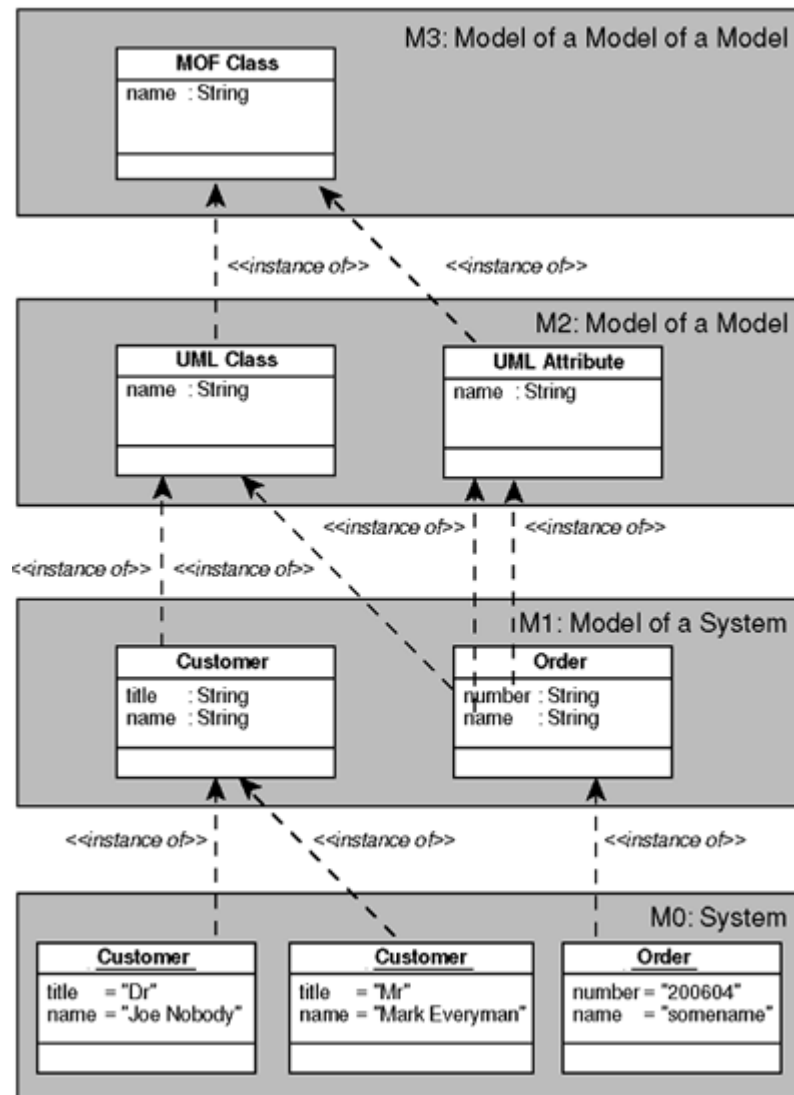 M3: Model of a Model of a Model
MOF Class
name : String
<<instance of>> <<instance of>>
M2: Model of a Model
UML Class
name : String
UML Attribute
name : String
<<instance of>> <<instance of>>
<<instance of>> <<instance of>>
M1: Model of a System
Customer
title : String
name : String
Order
number : String
name : String
<<instance of>> <<instance of>> <<instance of>>
M0: System
Customer
title = "Dr"
name = "Joe Nobody"
Customer
title = "Mr"
name = "Mark Everyman"
Order
number = "200604"
name = "somename"